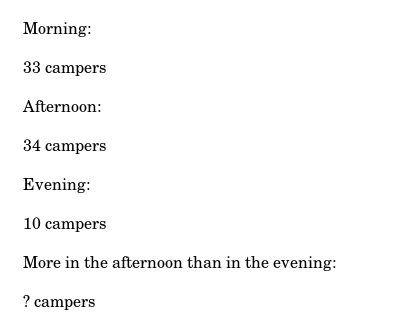 Morning:
33 campers
Afternoon:
34 campers
Evening:
10 campers
More in the afternoon than in the evening:
? campers